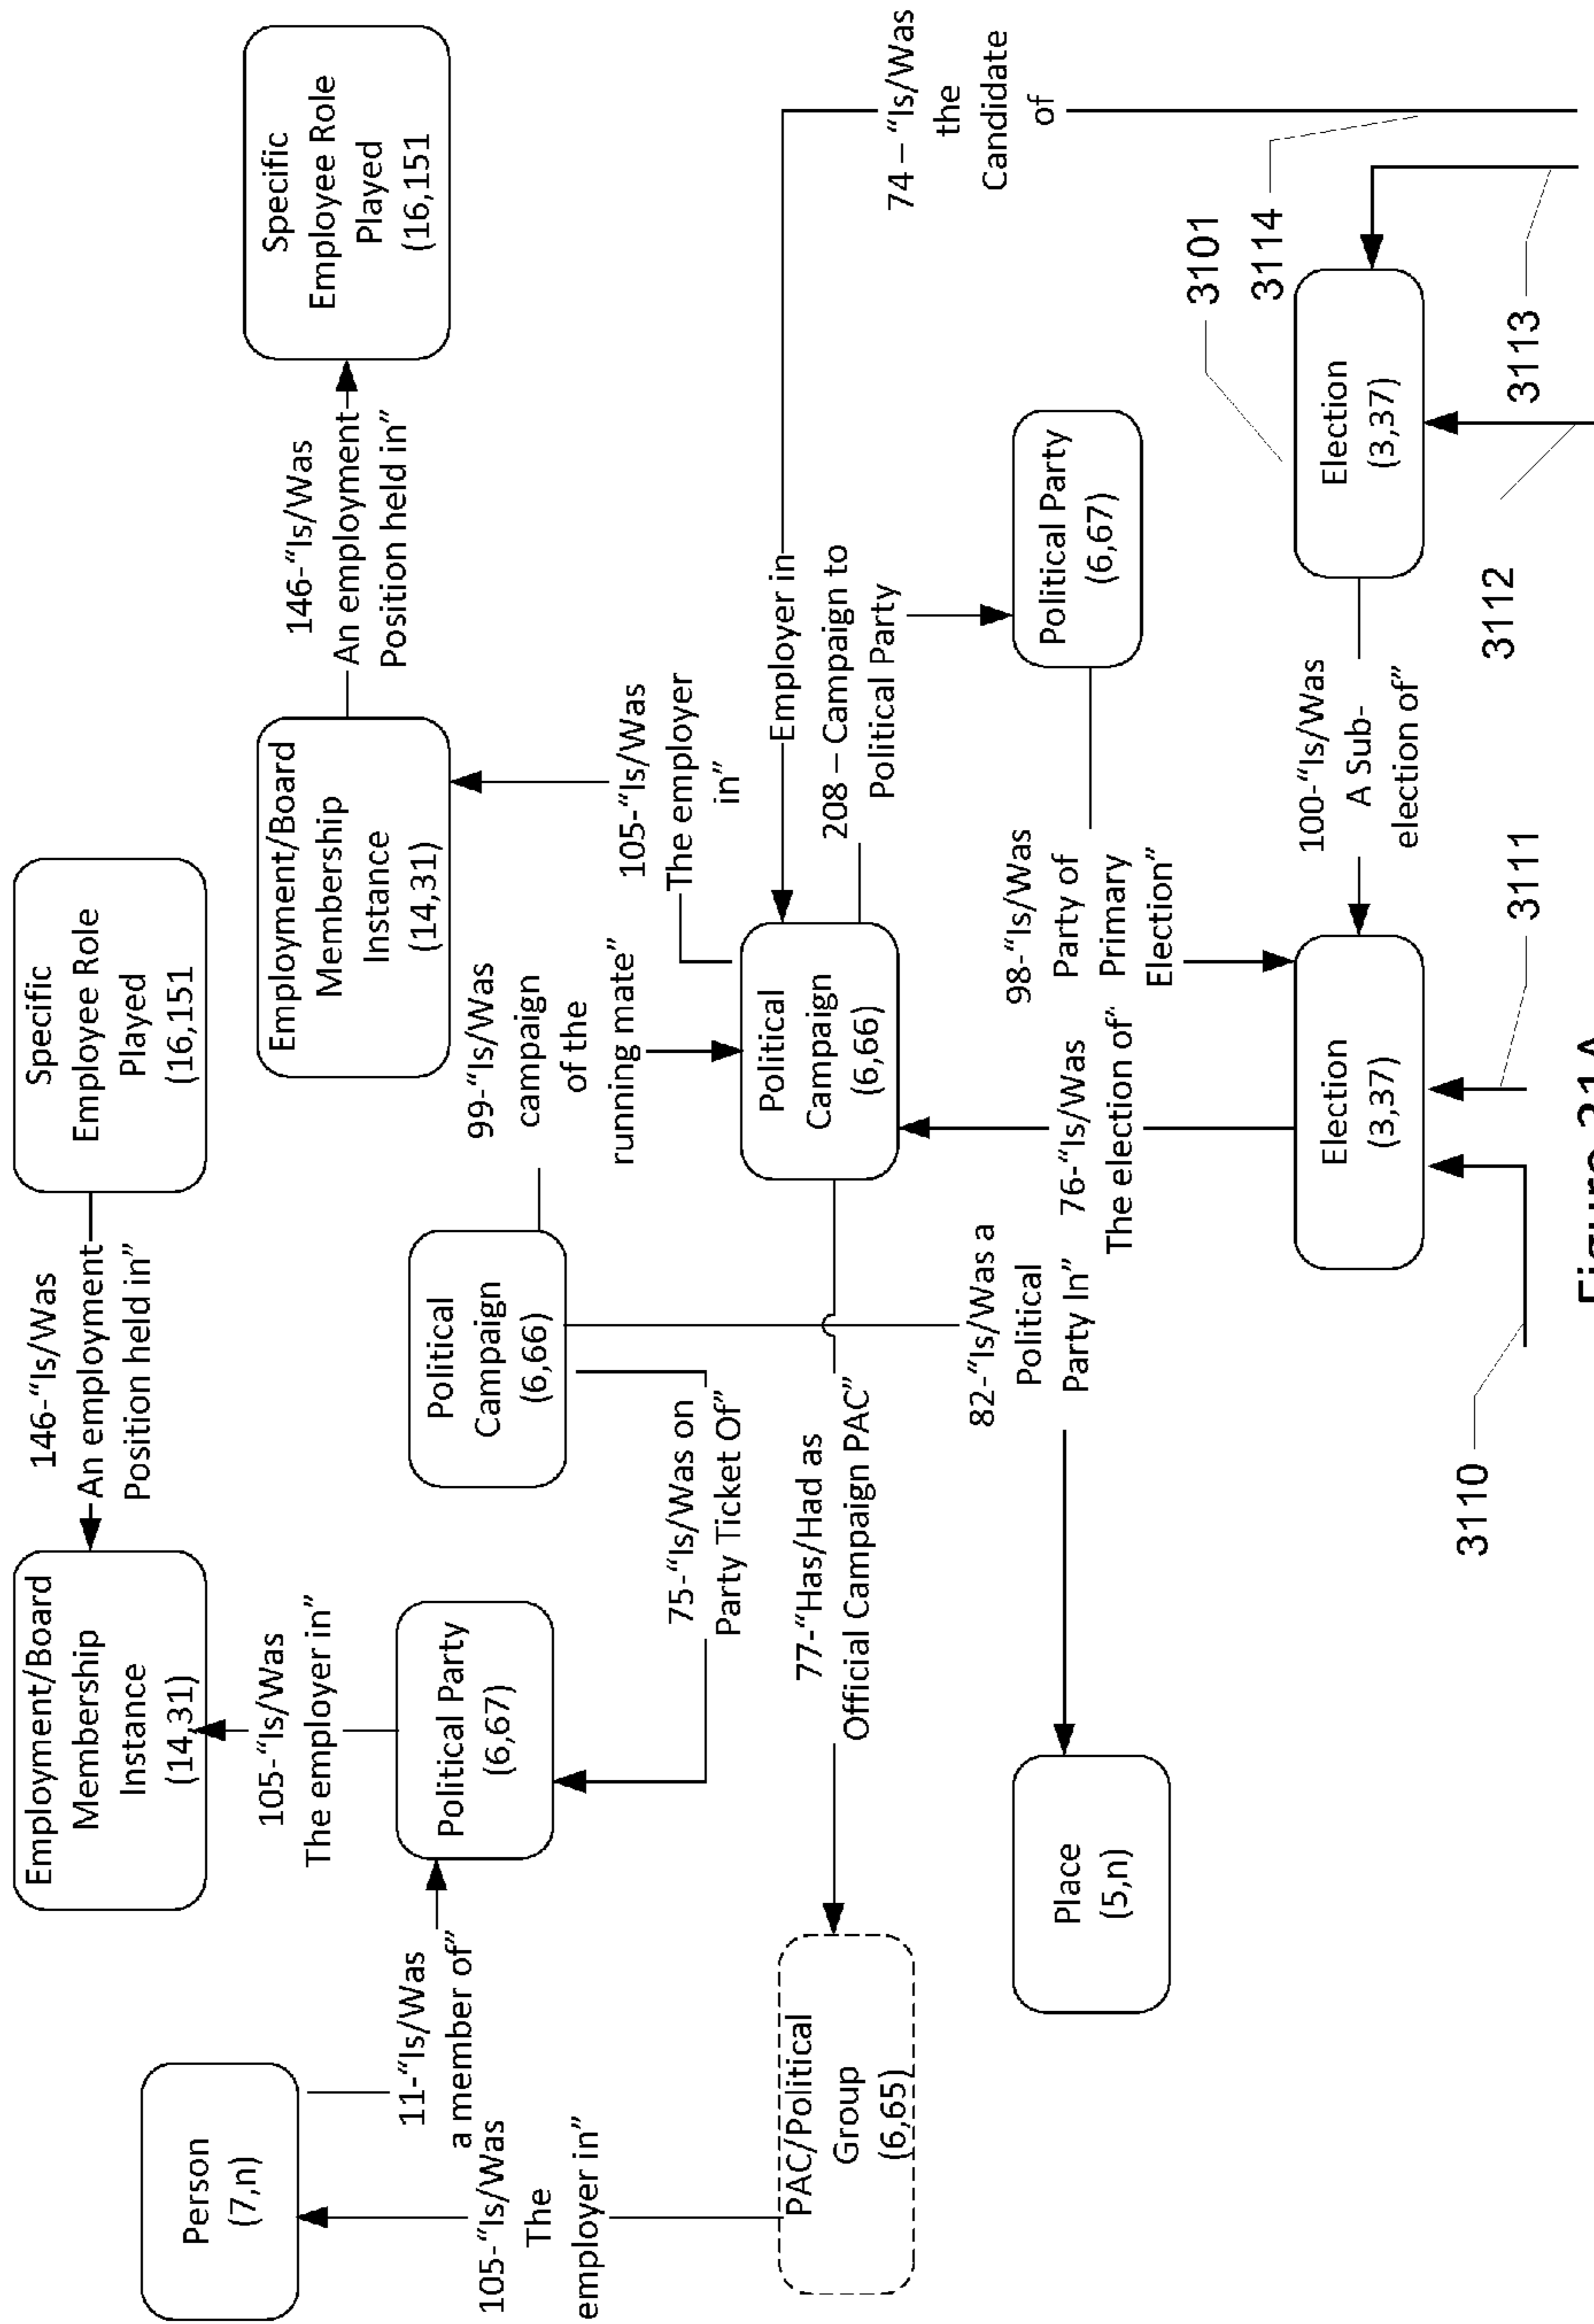 Specific
Employee Role
Played
(16,151)
146-“Is/Was
An employment
Position held in”
Employment/Board
Membership
Instance
(14,31)
105-“Is/Was
The employer in”
Person
(7,n)
11-“Is/Was
a member of”
105-“Is/Was
The
employer in”
Political Party
(6,67)
75-“Is/Was on
Party Ticket Of”
Political
Campaign
(6,66)
99-“Is/Was
campaign
of the
running mate”
Employment/Board
Membership
Instance
(14,31)
146-“Is/Was
An employment
Position held in”
Specific
Employee Role
Played
(16,151)
105-“Is/Was
The employer
in”
PAC/Political
Group
(6,65)
77-“Has/Had as
Official Campaign PAC”
Political
Campaign
(6,66)
Employer in
208 – Campaign to
Political Party
74 – “Is/Was
the
Candidate
of
Place
(5,n)
82-“Is/Was a
Political
Party In”
76-“Is/Was
The election of”
98-“Is/Was
Party of
Primary
Election”
Political Party
(6,67)
3101
3114
Election
(3,37)
100-“Is/Was
A Sub-
election of”
Election
(3,37)
3110
3111
3112
3113
Figure 31A